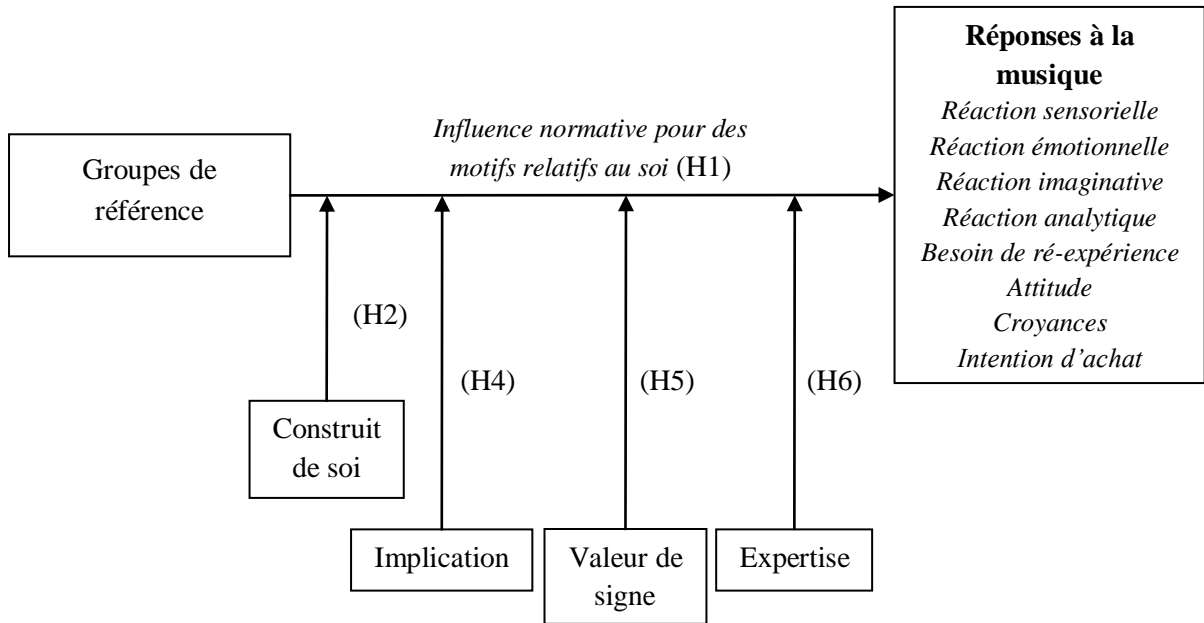 Groupes de
référence
Influence normative pour des
motifs relatifs au soi (H1)
Réponses à la
musique
Réaction sensorielle
Réaction émotionnelle
Réaction imaginative
Réaction analytique
Besoin de ré-expérience
Attitude
Croyances
Intention d’achat
(H2)
(H4)
(H5)
(H6)
Construit
de soi
Implication
Valeur de
signe
Expertise